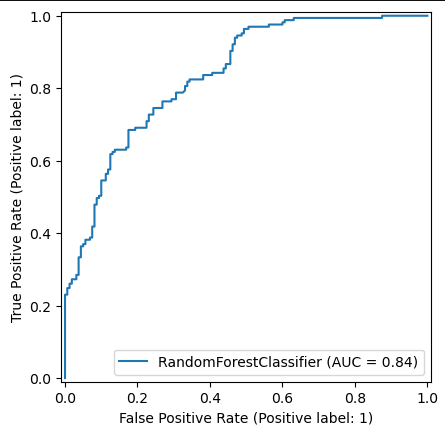 True Positive Rate (Positive label: 1)
1.0
0.8
0.6
0.4
0.2
0.0
RandomForestClassifier (AUC = 0.84)
0.0 0.2 0.4 0.6 0.8 1.0
False Positive Rate (Positive label: 1)